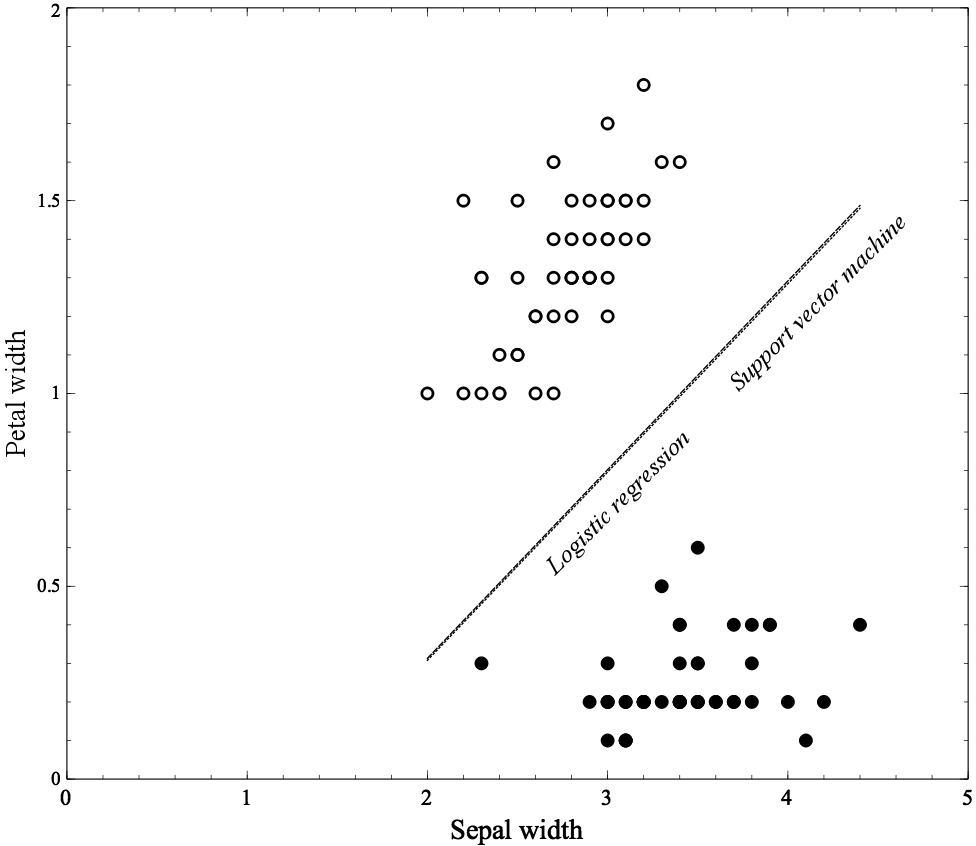 2
1.5
1
0.5
0
Petal width
Support vector machine
Logistic regression
0 1 2 3 4 5
Sepal width